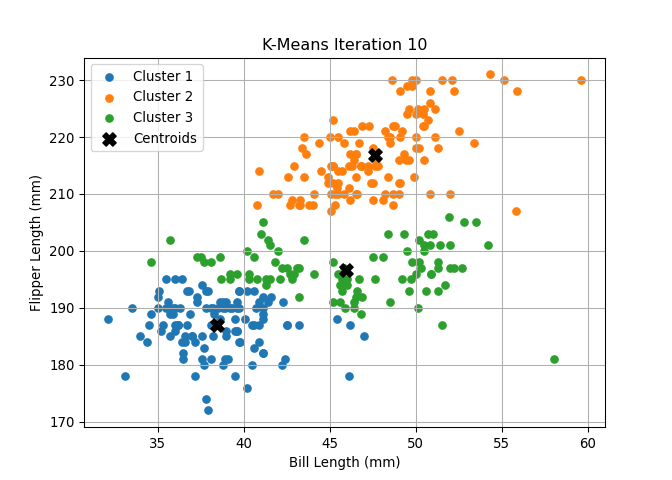 K-Means Iteration 10
Cluster 1
Cluster 2
Cluster 3
Centroids
Flipper Length (mm)
230
220
210
200
190
180
170
35
40
45
50
55
60
Bill Length (mm)